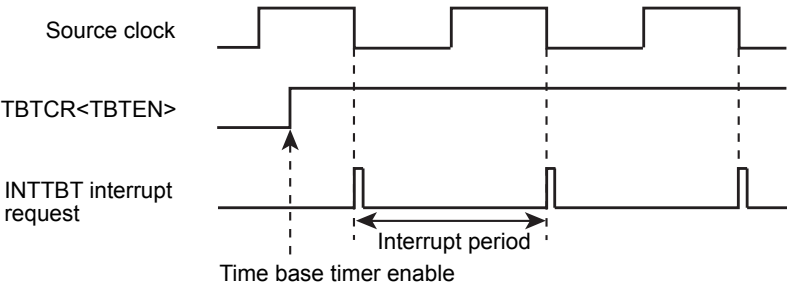 Source clock
TBTCR<TBTEN>
INTTBT interrupt
request
Interrupt period
Time base timer enable